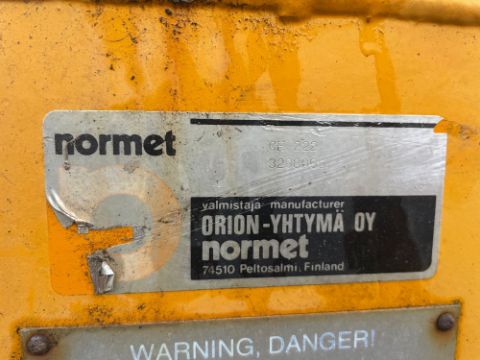 normet
valmistaja manufacturer
ORION-YHTYMÄ OY
normet
74510 Peltosalmi, Finland
WARNING, DANGER!